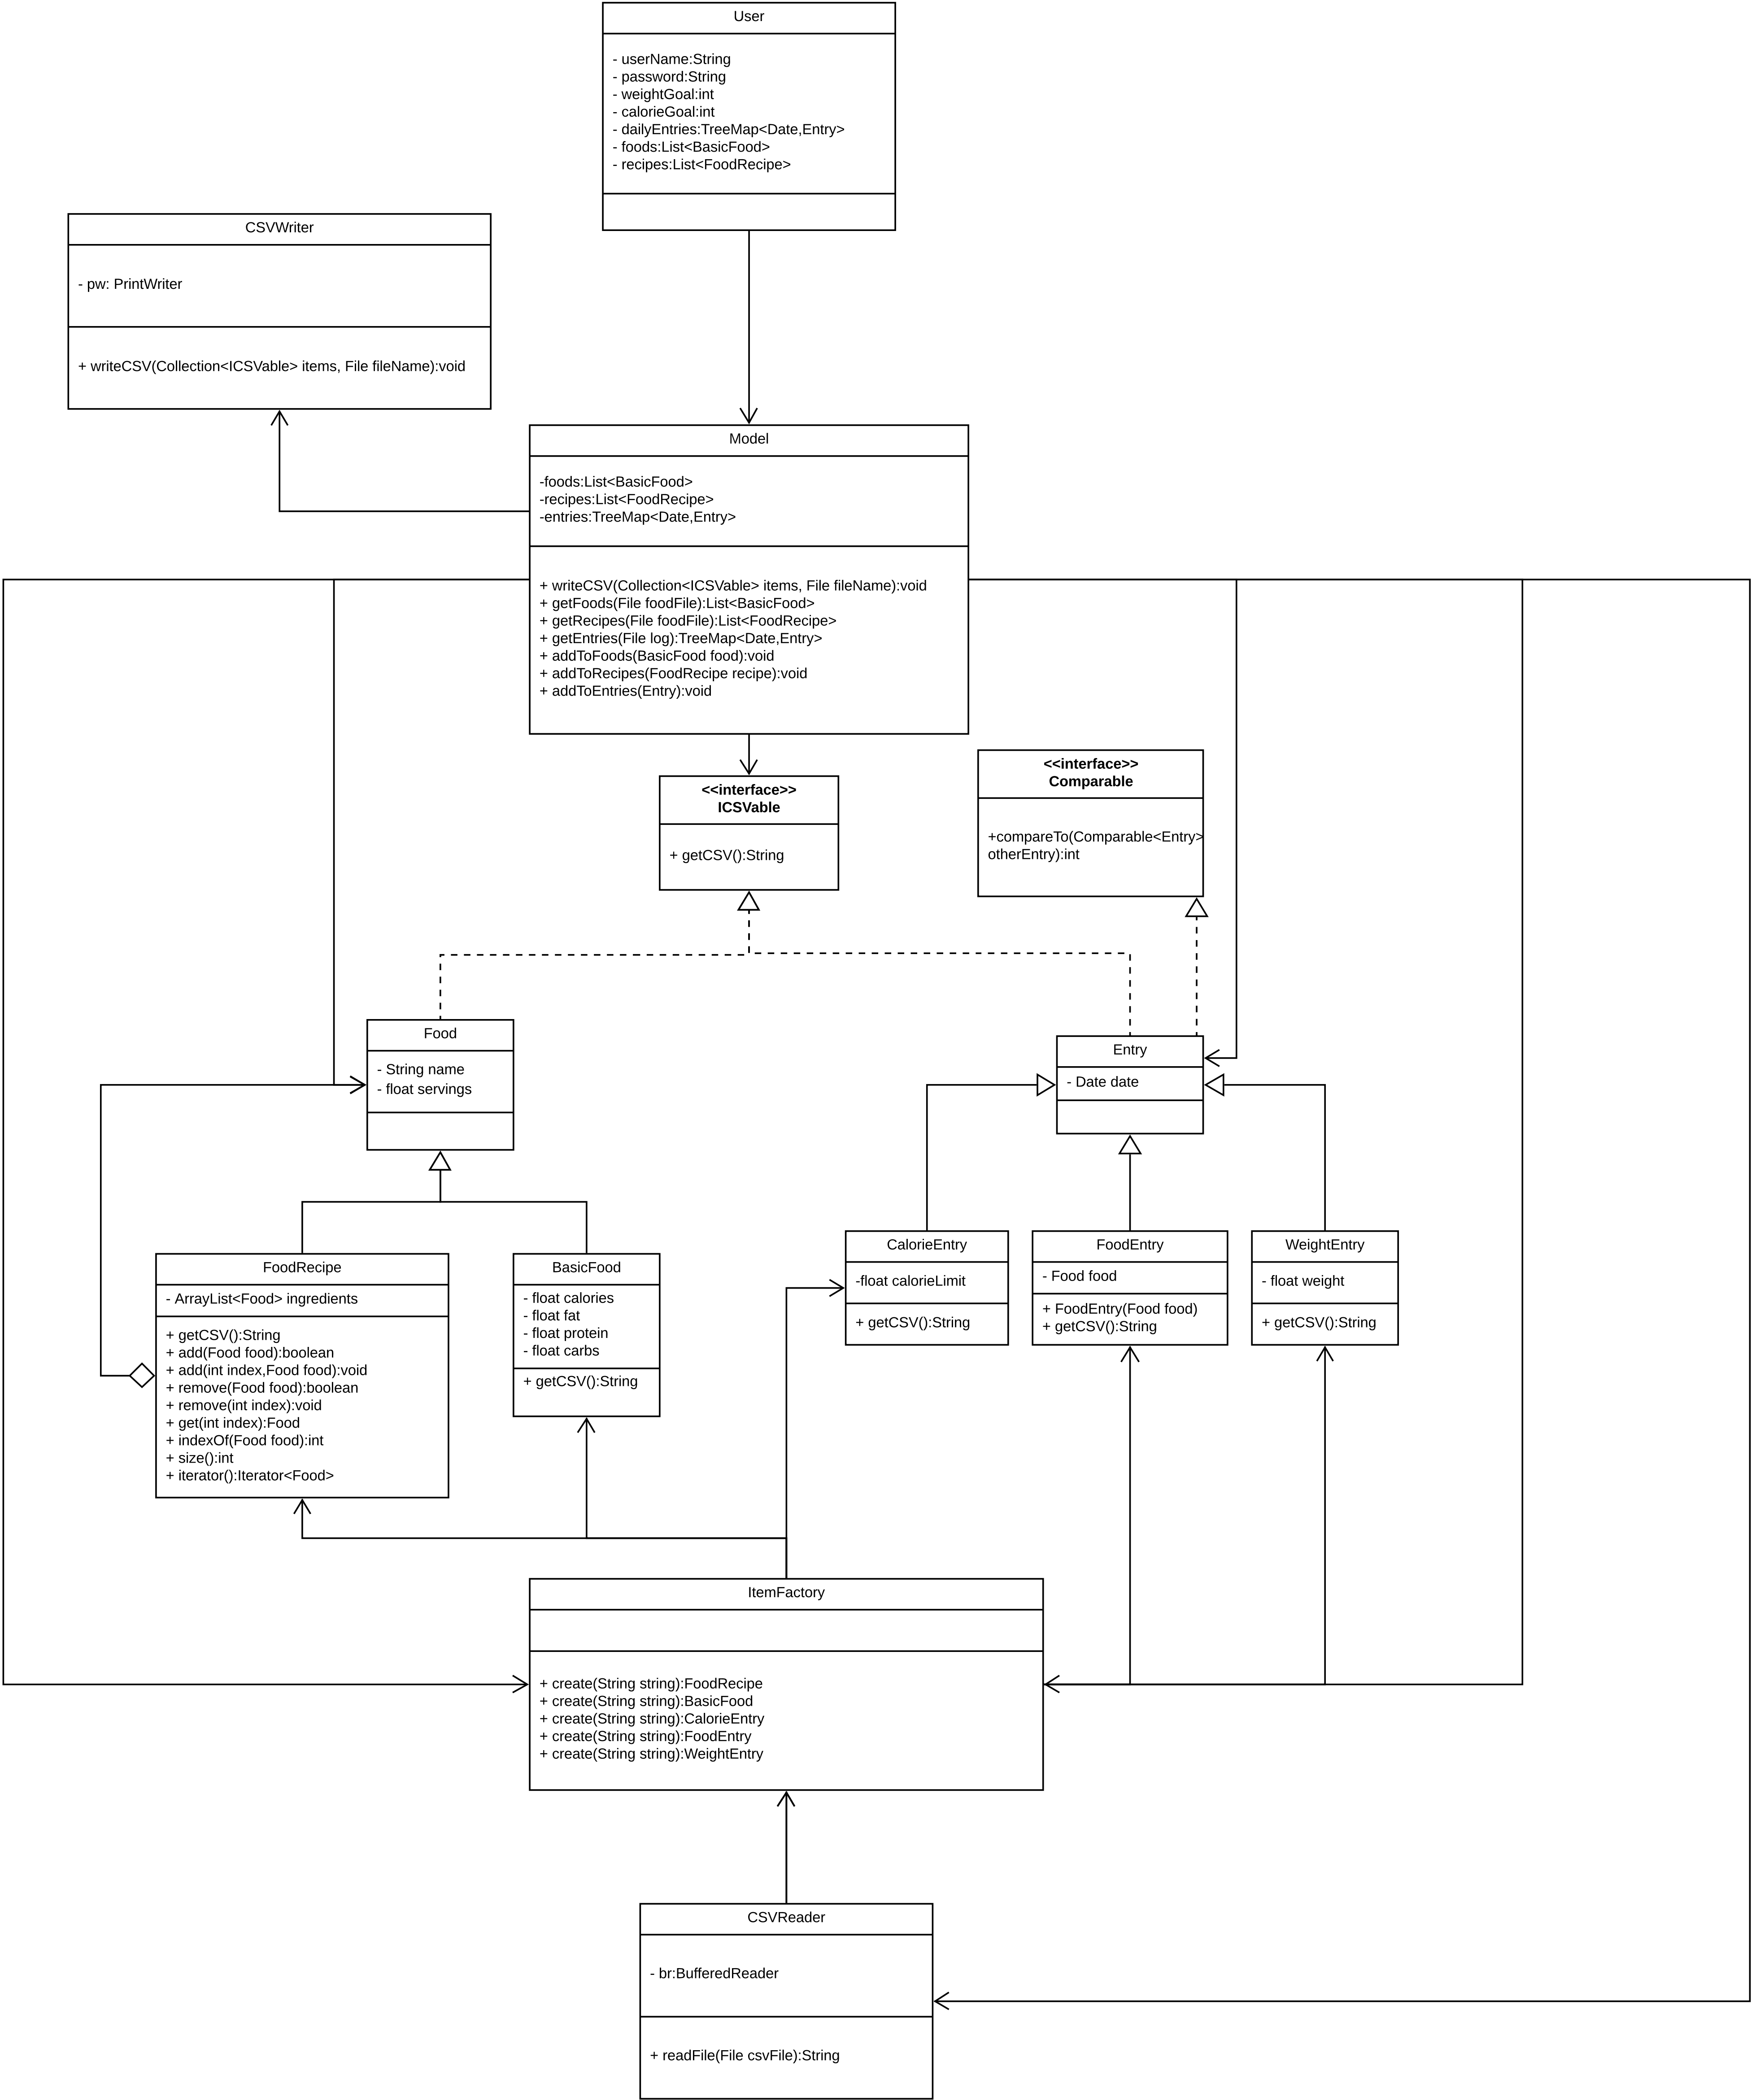 User
- userName:String
- password:String
- weightGoal:int
- calorieGoal:int
- dailyEntries:TreeMap<Date,Entry>
- foods:List<BasicFood>
- recipes:List<FoodRecipe>
CSVWriter
- pw: PrintWriter
+ writeCSV(Collection<ICSVable> items, File fileName):void
Model
-foods:List<BasicFood>
-recipes:List<FoodRecipe>
-entries:TreeMap<Date,Entry>
+ writeCSV(Collection<ICSVable> items, File fileName):void
+ getFoods(File foodFile):List<BasicFood>
+ getRecipes(File foodFile):List<FoodRecipe>
+ getEntries(File log):TreeMap<Date,Entry>
+ addToFoods(BasicFood food):void
+ addToRecipes(FoodRecipe recipe):void
+ addToEntries(Entry):void
<<interface>>
ICSVable
+ getCSV():String
<<interface>>
Comparable
+compareTo(Comparable<Entry>
otherEntry):int
Food
- String name
- float servings
Entry
- Date date
FoodRecipe
- ArrayList<Food> ingredients
+ getCSV():String
+ add(Food food):boolean
+ add(int index,Food food):void
+ remove(Food food):boolean
+ remove(int index):void
+ get(int index):Food
+ indexOf(Food food):int
+ size():int
+ iterator():Iterator<Food>
BasicFood
- float calories
- float fat
- float protein
- float carbs
+ getCSV():String
CalorieEntry
-float calorieLimit
+ getCSV():String
FoodEntry
- Food food
+ FoodEntry(Food food)
+ getCSV():String
WeightEntry
- float weight
+ getCSV():String
ItemFactory
+ create(String string):FoodRecipe
+ create(String string):BasicFood
+ create(String string):CalorieEntry
+ create(String string):FoodEntry
+ create(String string):WeightEntry
CSVReader
- br:BufferedReader
+ readFile(File csvFile):String